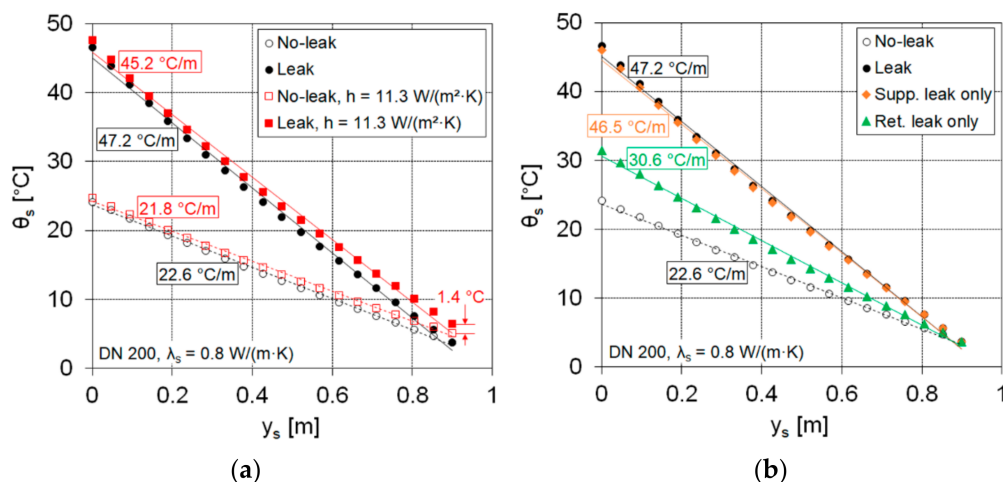 θs [°C]
50
40
30
20
10
0
0
0.2
0.4
0.6
0.8
1
ys [m]
No-leak
Leak
No-leak, h = 11.3 W/(m²·K)
Leak, h = 11.3 W/(m²·K)
45.2 °C/m
47.2 °C/m
21.8 °C/m
22.6 °C/m
1.4 °C
DN 200, λs = 0.8 W/(m·K)
(a)
θs [°C]
50
40
30
20
10
0
0
0.2
0.4
0.6
0.8
1
ys [m]
No-leak
Leak
Supp. leak only
Ret. leak only
47.2 °C/m
46.5 °C/m
30.6 °C/m
22.6 °C/m
DN 200, λs = 0.8 W/(m·K)
(b)